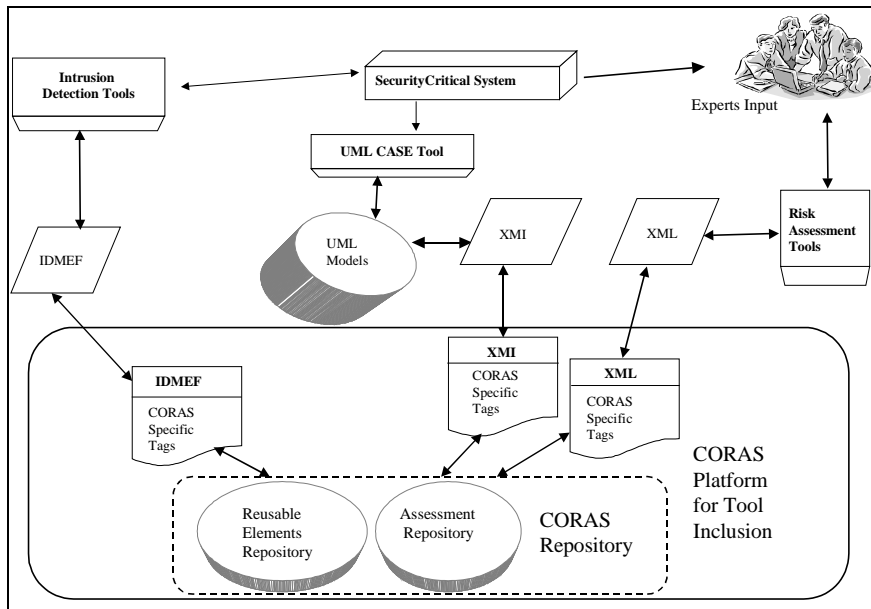 Intrusion
Detection Tools
SecurityCritical System
Experts Input
UML CASE Tool
IDMEF
UML
Models
XMI
XML
Risk
Assessment
Tools
IDMEF
CORAS
Specific
Tags
XMI
CORAS
Specific
Tags
XML
CORAS
Specific
Tags
CORAS
Platform
for Tool
Inclusion
Reusable
Elements
Repository
Assessment
Repository
CORAS
Repository